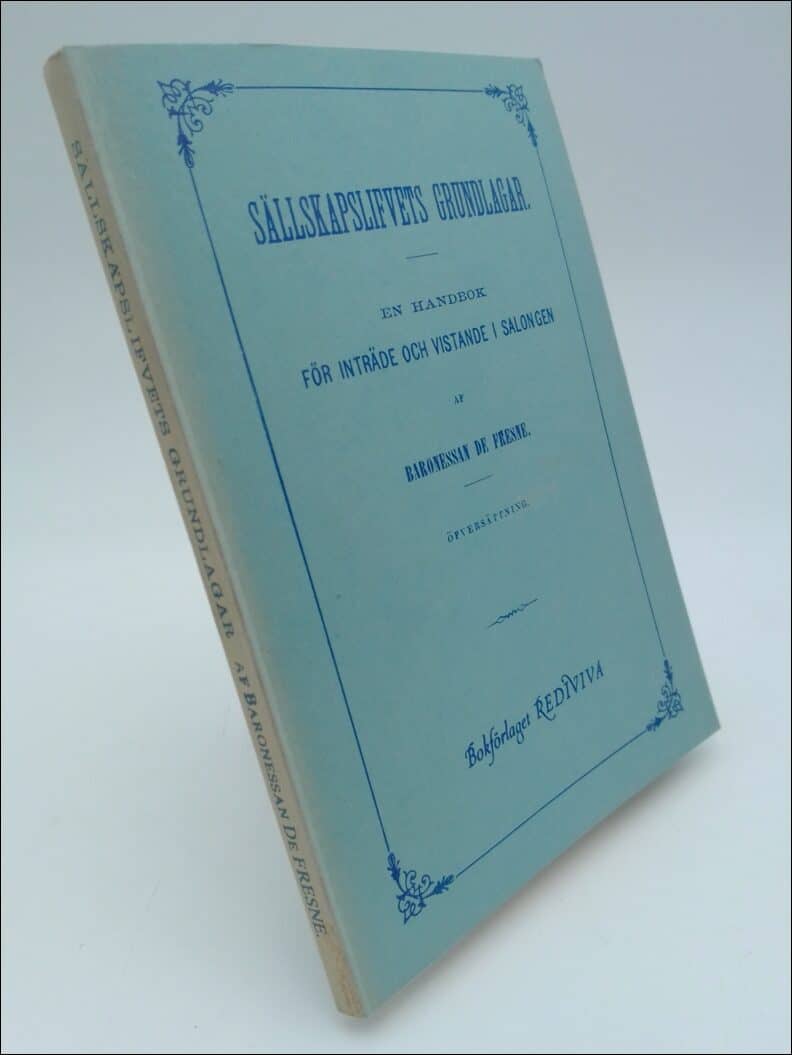 SÄLLSKAPSLIFVETS GRUNDLAGAR.
EN HANDBOK
FÖR INTRÄDE OCH VISTANDE I SALONGEN
AF
BARONESSAN DE FRESNE.
ÖFVERSÄTTNING.
Bokförlaget REDIVIVA
SÄLLSKAPSLIFVETS GRUNDLAGAR AF BARONESSAN DE FRESNE.